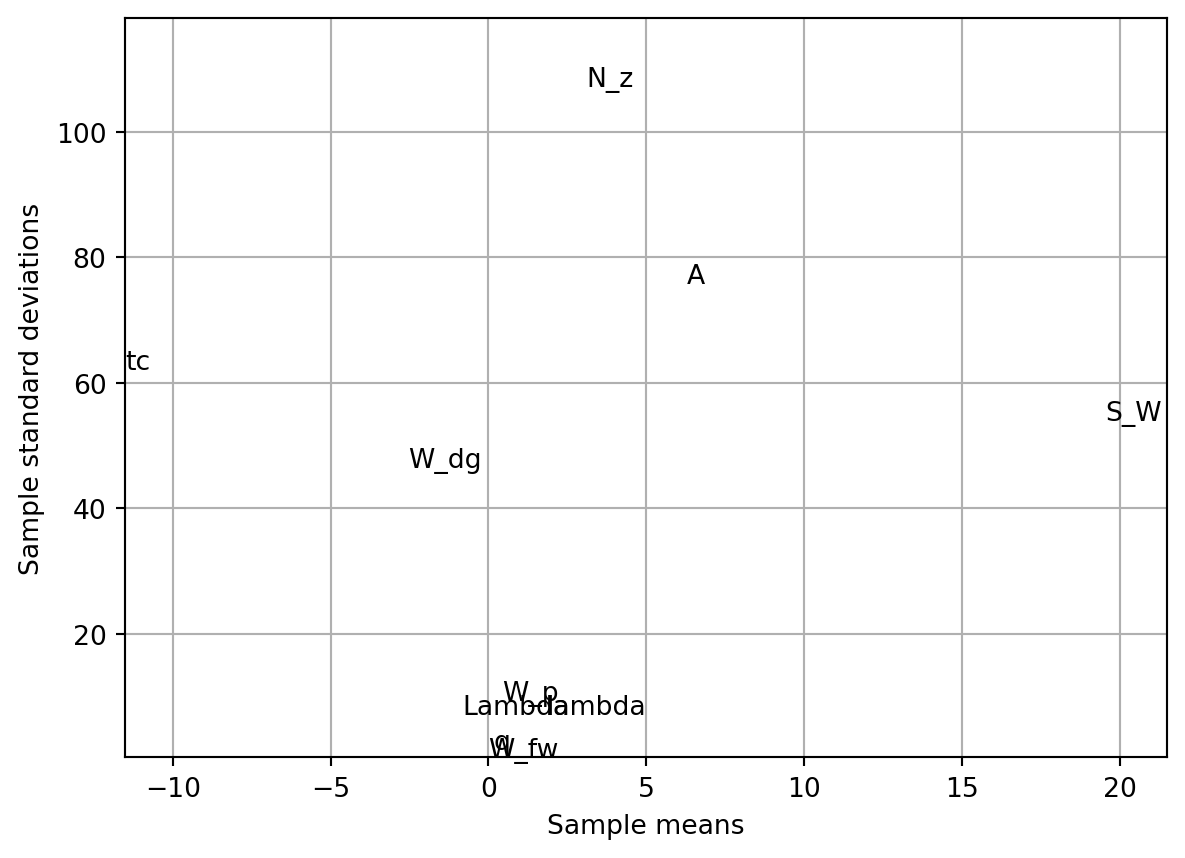 N_z
100
80
A
tc
60
S_W
W_dg
40
20
W_p
Lambda
lambda
q
W_fw
−10 −5 0 5 10 15 20
Sample means
Sample standard deviations